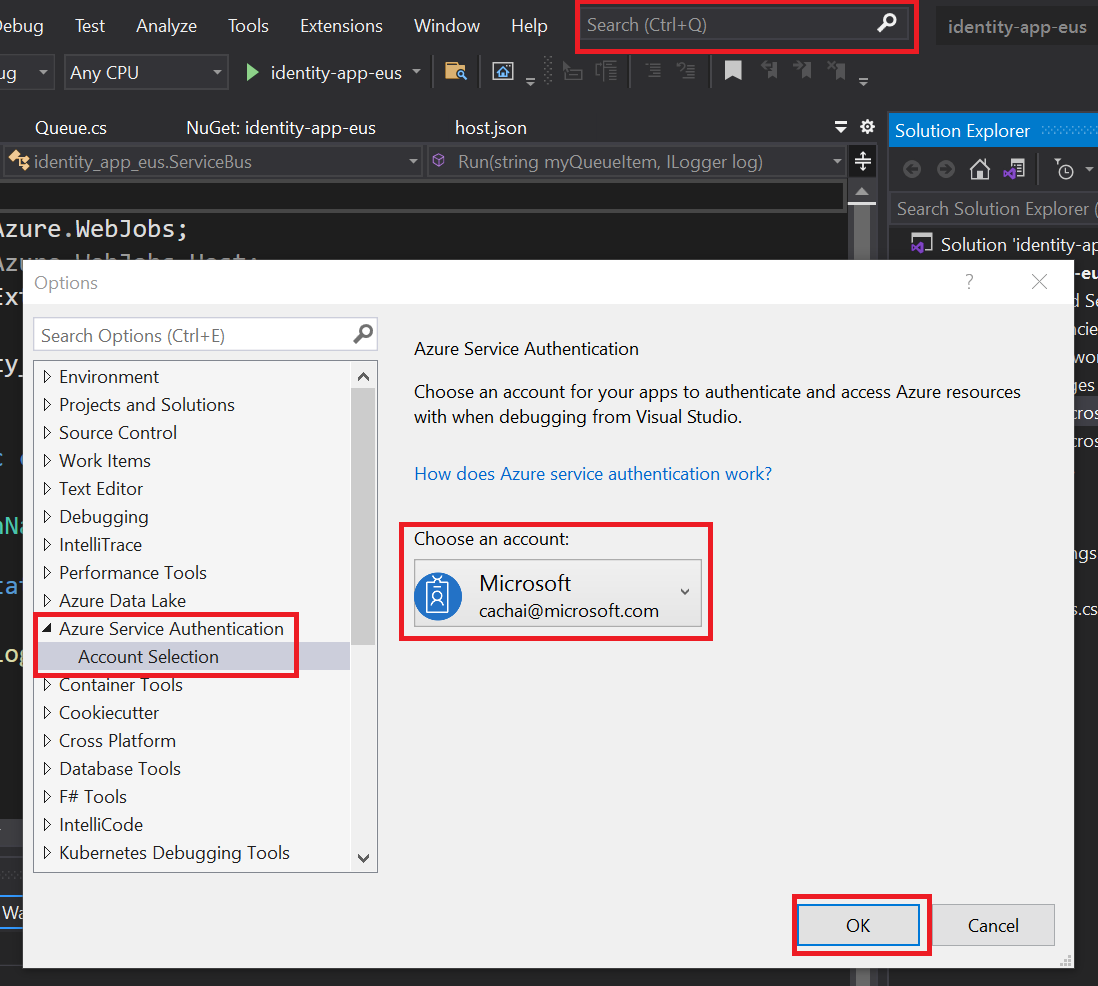 Debug Test Analyze Tools Extensions Window Help Search (Ctrl+Q) identity-app-eus
Any CPU identity-app-eus
Queue.cs NuGet: identity-app-eus host.json
Solution Explorer
identity_app_eus.ServiceBus Run(string myQueueItem, ILogger log)
Search Solution Explorer (
Azure.WebJobs;
Solution 'identity-ap
Azure.WebJobs.Host;
Options
Search Options (Ctrl+E)
Environment
Projects and Solutions
Source Control
Work Items
Text Editor
Debugging
IntelliTrace
Performance Tools
Azure Data Lake
Azure Service Authentication
Account Selection
Container Tools
Cookiecutter
Cross Platform
Database Tools
F# Tools
IntelliCode
Kubernetes Debugging Tools
Azure Service Authentication
Choose an account for your apps to authenticate and access Azure resources
with when debugging from Visual Studio.
How does Azure service authentication work?
Choose an account:
Microsoft
cachai@microsoft.com
OK Cancel